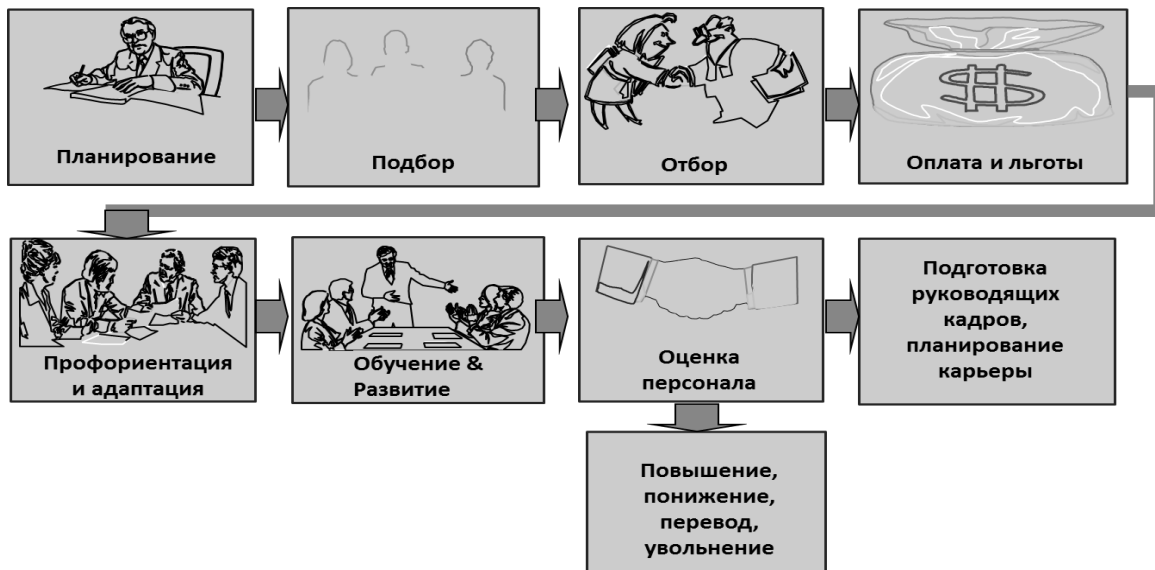 Планирование
Подбор
Отбор
Оплата и льготы
Профориентация
и адаптация
Обучение &
Развитие
Оценка
персонала
Подготовка
руководящих
кадров,
планирование
карьеры
Повышение,
понижение,
перевод,
увольнение